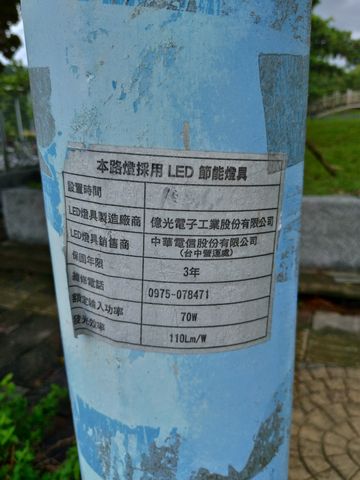 本路燈採用 LED 節能燈具
設置時間
LED燈具製造廠商 億光電子工業股份有限公司
LED燈具銷售商 中華電信股份有限公司
(台中營運處)
保固年限 3年
維修電話 0975-078471
額定輸入功率 70W
發光效率 110Lm/W